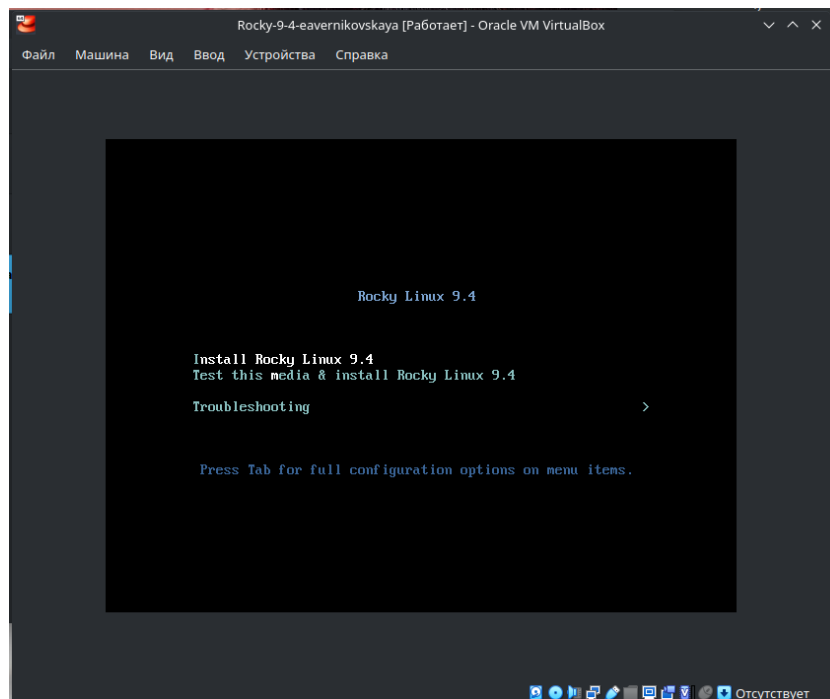 Rocky-9-4-eavernikovskaya [Работает] - Oracle VM VirtualBox
Файл Машина Вид Ввод Устройства Справка
Rocky Linux 9.4
Install Rocky Linux 9.4
Test this media & install Rocky Linux 9.4
Troubleshooting >
Press Tab for full configuration options on menu items.
Отсутствует